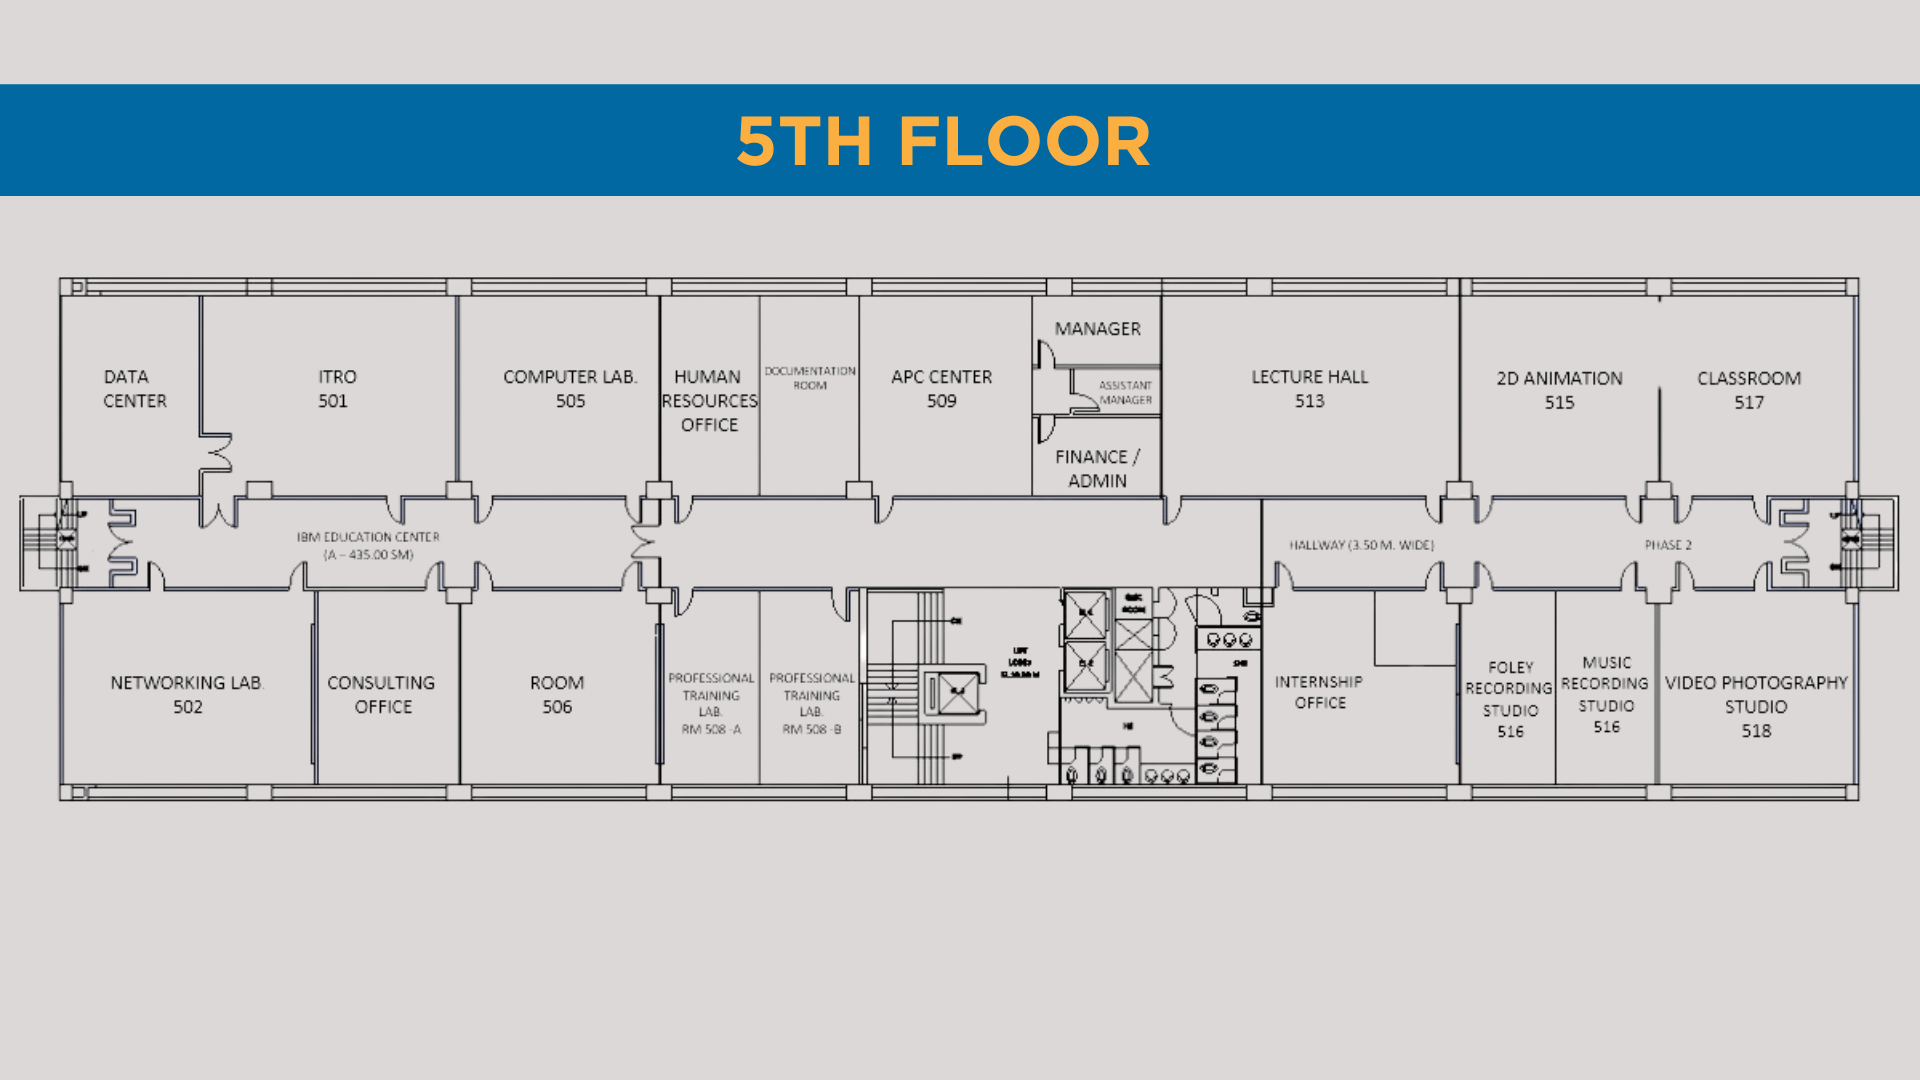 5TH FLOOR
DATA
CENTER
ITRO
501
COMPUTER LAB.
505
HUMAN
RESOURCES
OFFICE
DOCUMENTATION
ROOM
APC CENTER
509
MANAGER
ASSISTANT
MANAGER
FINANCE /
ADMIN
LECTURE HALL
513
2D ANIMATION
515
CLASSROOM
517
IBM EDUCATION CENTER
(A – 435.00 SM)
HALLWAY (3.50 M. WIDE)
PHASE 2
NETWORKING LAB.
502
CONSULTING
OFFICE
ROOM
506
PROFESSIONAL
TRAINING
LAB.
RM 508 -A
PROFESSIONAL
TRAINING
LAB.
RM 508 -B
LIFT
LOBBY
ROOM
INTERNSHIP
OFFICE
FOLEY
RECORDING
STUDIO
516
MUSIC
RECORDING
STUDIO
516
VIDEO PHOTOGRAPHY
STUDIO
518